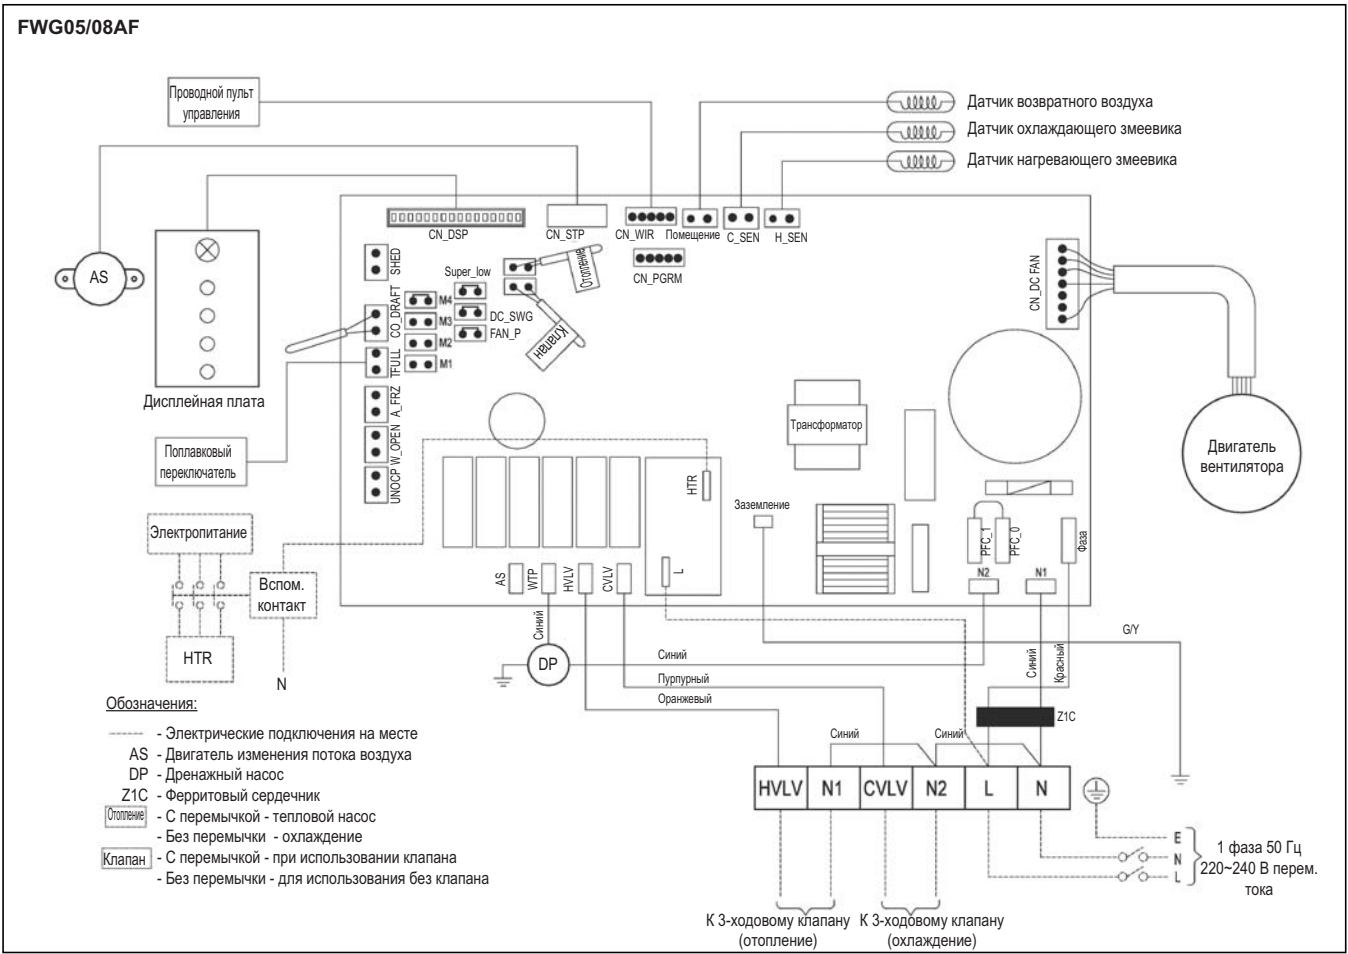 FWG05/08AF
Проводной пульт
управления
Датчик возвратного воздуха
Датчик охлаждающего змеевика
Датчик нагревающего змеевика
CN_DSP
CN_STP
CN_WIR
Помещение
C_SEN
H_SEN
CN_PGRM
SHED
Super_low
Отопление
CN_DC FAN
AS
CO_DRAFT
M4
M3
M2
M1
DC_SWG
FAN_P
Клапан
TFULL
Дисплейная плата
A_FRZ
Трансформатор
Двигатель
вентилятора
Поплавковый
переключатель
W_OPEN
UNOCP
HTR
Заземление
Электропитание
PFC_1
PFC_0
Фаза
Вспом.
контакт
AS
WTP
HVLV
CVLV
L
N2
N1
HTR
N
Синий
DP
Синий
G/Y
Синий
Красный
Пурпурный
Оранжевый
Z1C
Синий
Синий
HVLV
N1
CVLV
N2
L
N
E
N
L
1 фаза 50 Гц
220~240 В перем.
тока
К 3-ходовому клапану
(отопление)
К 3-ходовому клапану
(охлаждение)
Обозначения:
- Электрические подключения на месте
AS - Двигатель изменения потока воздуха
DP - Дренажный насос
Z1C - Ферритовый сердечник
Отопление - С перемычкой - тепловой насос
- Без перемычки - охлаждение
Клапан - С перемычкой - при использовании клапана
- Без перемычки - для использования без клапана